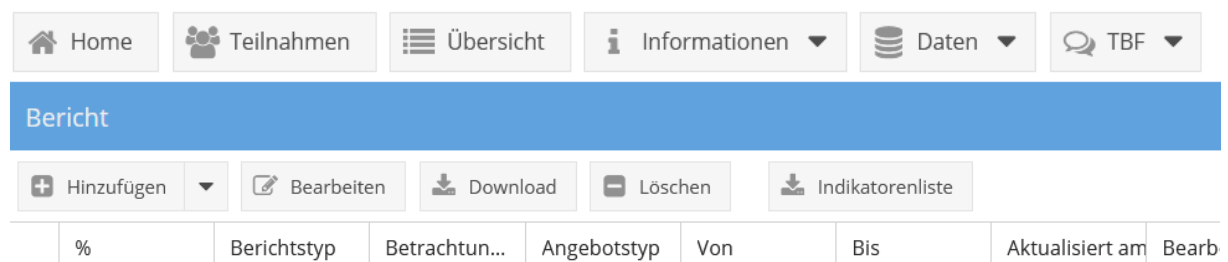 Home Teilnahmen Übersicht Informationen Daten TBF
Bericht
Hinzufügen Bearbeiten Download Löschen Indikatorenliste
% Berichtstyp Betrachtun... Angebotstyp Von Bis Aktualisiert am